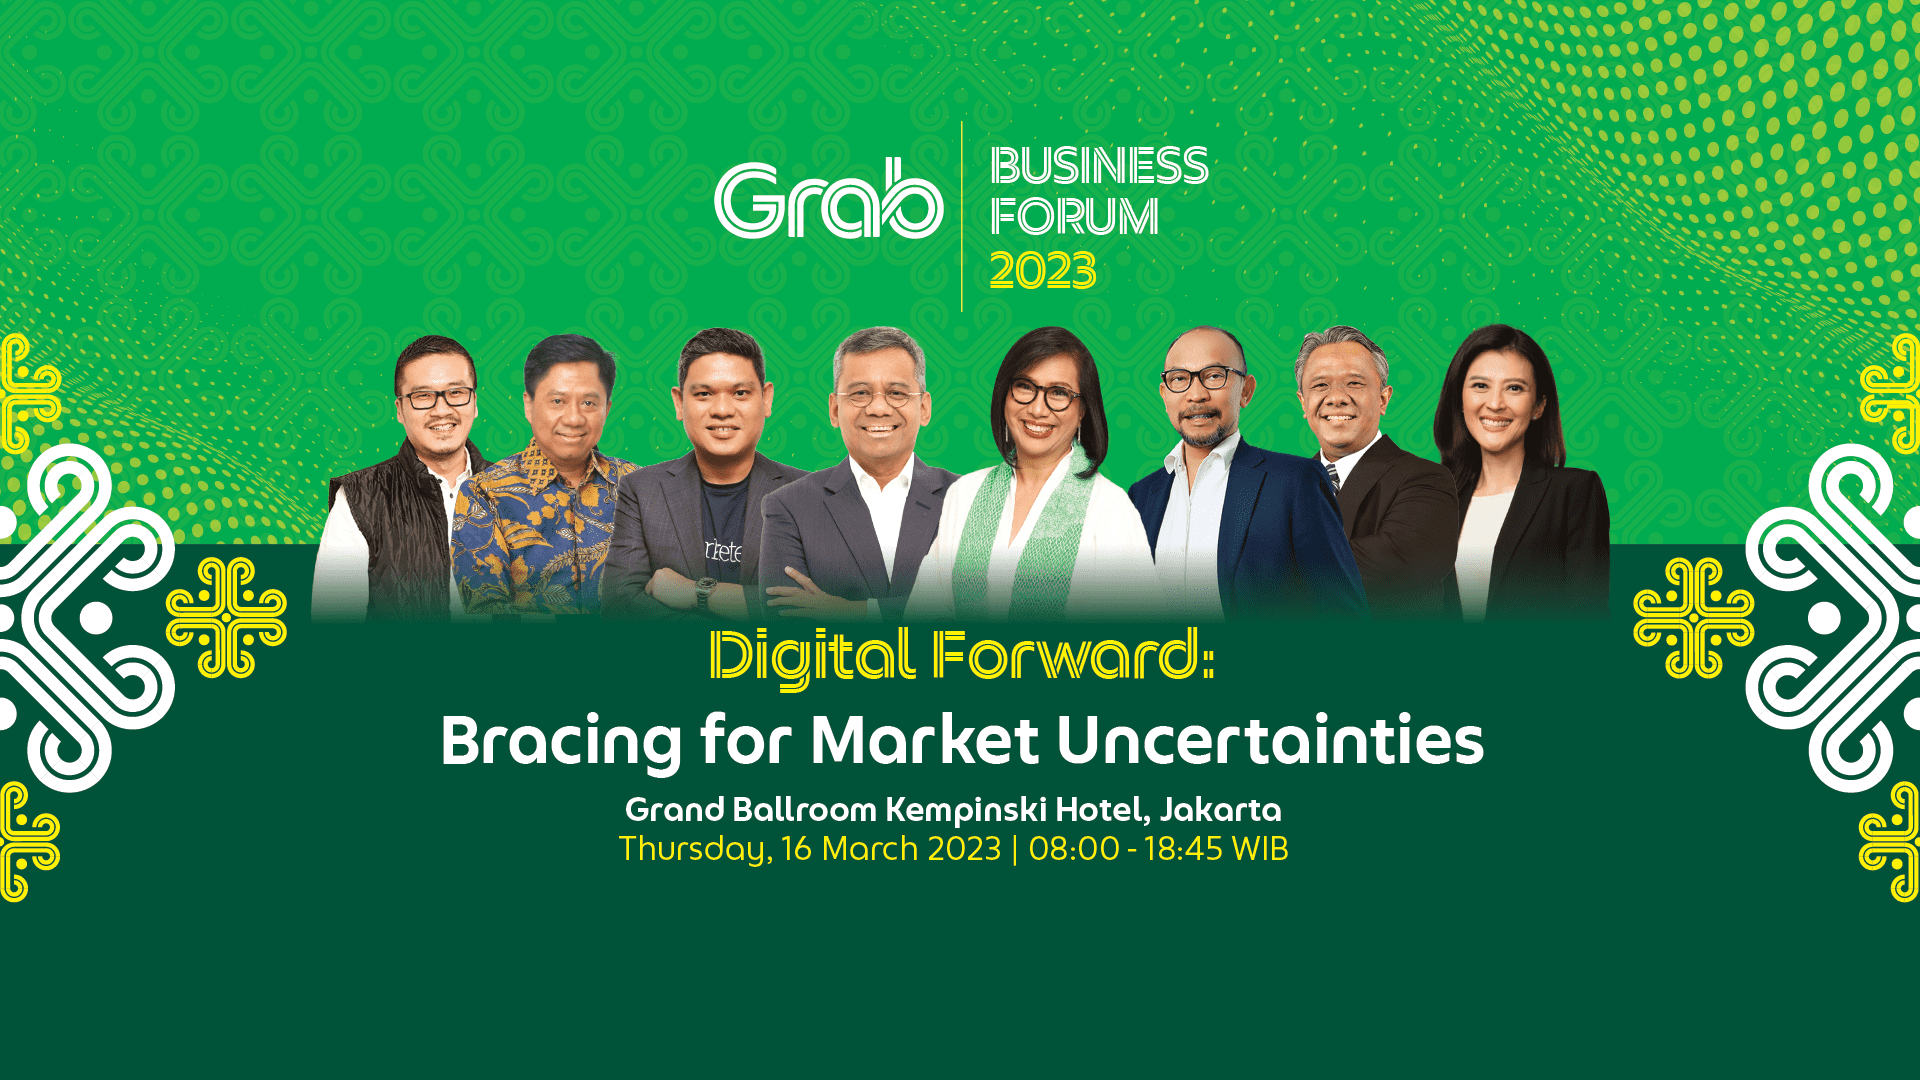 Grab
BUSINESS
FORUM
2023
Digital Forward:
Bracing for Market Uncertainties
Grand Ballroom Kempinski Hotel, Jakarta
Thursday, 16 March 2023 | 08:00 - 18:45 WIB